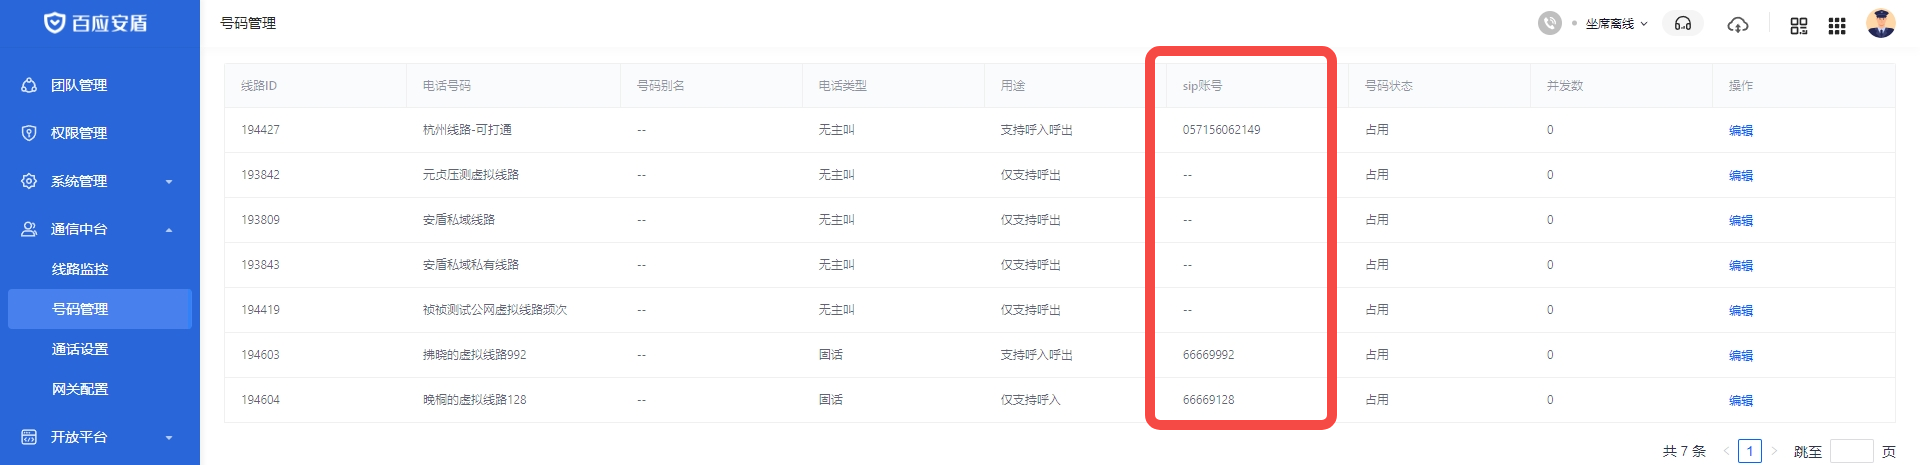 百应安盾
号码管理
坐席离线
团队管理
权限管理
系统管理
通信中台
线路监控
号码管理
通话设置
网关配置
开放平台
线路ID 电话号码 号码别名 电话类型 用途 sip账号 号码状态 并发数 操作
194427 杭州线路-可打通 -- 无主叫 支持呼入呼出 057156062149 占用 0 编辑
193842 元贞压测虚拟线路 -- 无主叫 仅支持呼出 -- 占用 0 编辑
193809 安盾私域线路 -- 无主叫 仅支持呼出 -- 占用 0 编辑
193843 安盾私域私有线路 -- 无主叫 仅支持呼出 -- 占用 0 编辑
194419 祯祯测试公网虚拟线路频次 -- 无主叫 仅支持呼出 -- 占用 0 编辑
194603 拂晓的虚拟线路992 -- 固话 支持呼入呼出 66669992 占用 0 编辑
194604 晚桐的虚拟线路128 -- 固话 仅支持呼入 66669128 占用 0 编辑
共 7 条 1 跳至 页